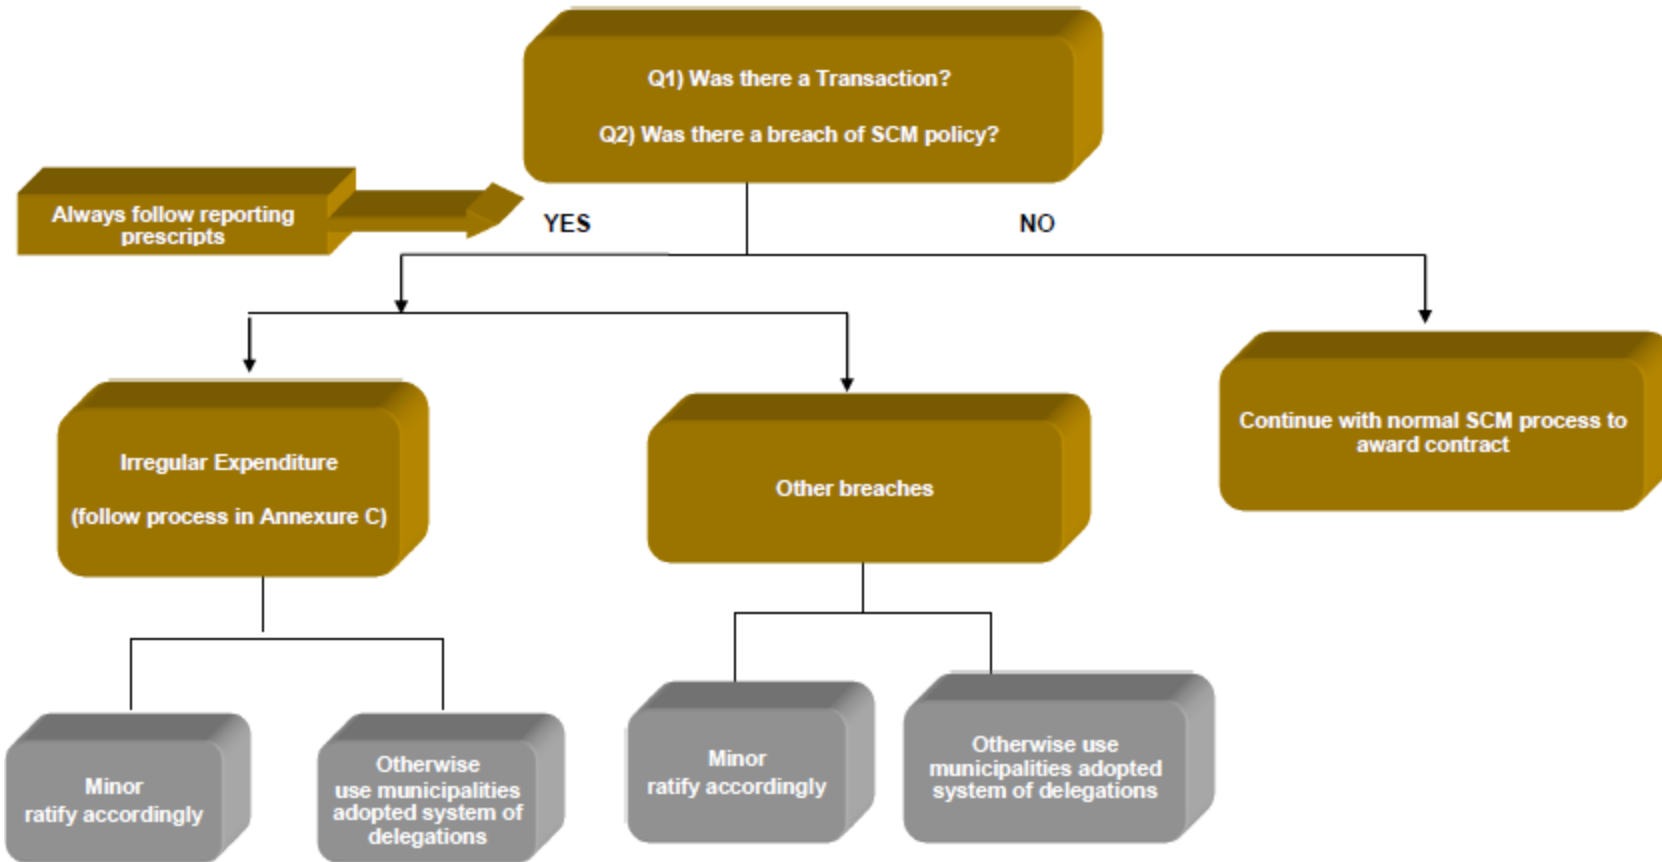 Q1) Was there a Transaction?
Q2) Was there a breach of SCM policy?
Always follow reporting
prescripts
YES
NO
Irregular Expenditure
(follow process in Annexure C)
Other breaches
Continue with normal SCM process to
award contract
Minor
ratify accordingly
Otherwise
use municipalities
adopted system of
delegations
Minor
ratify accordingly
Otherwise use
municipalities adopted
system of delegations